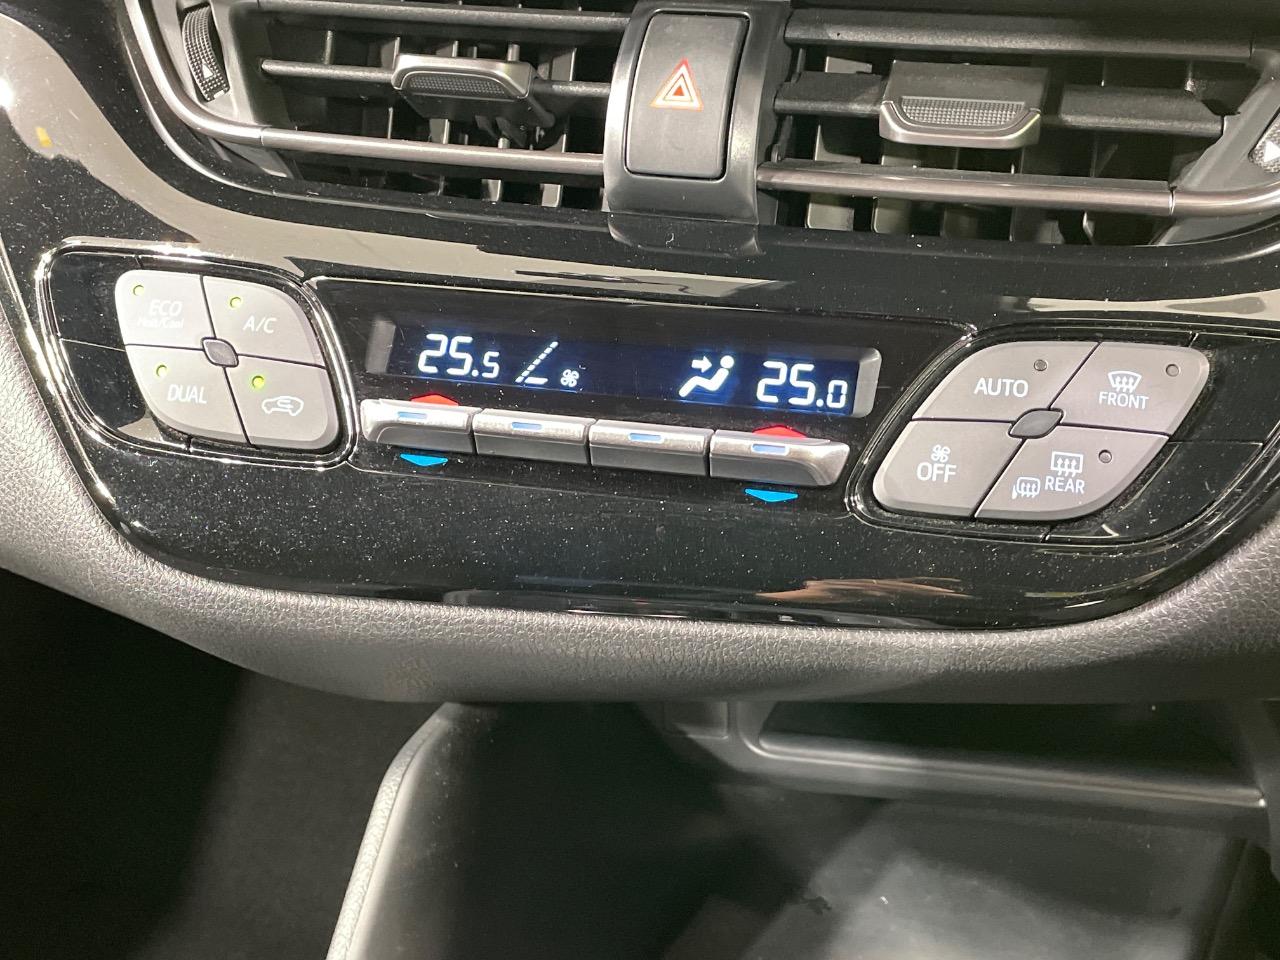 ECO
Heat/Cool
A/C
DUAL
25.5
25.0
AUTO
FRONT
OFF
REAR